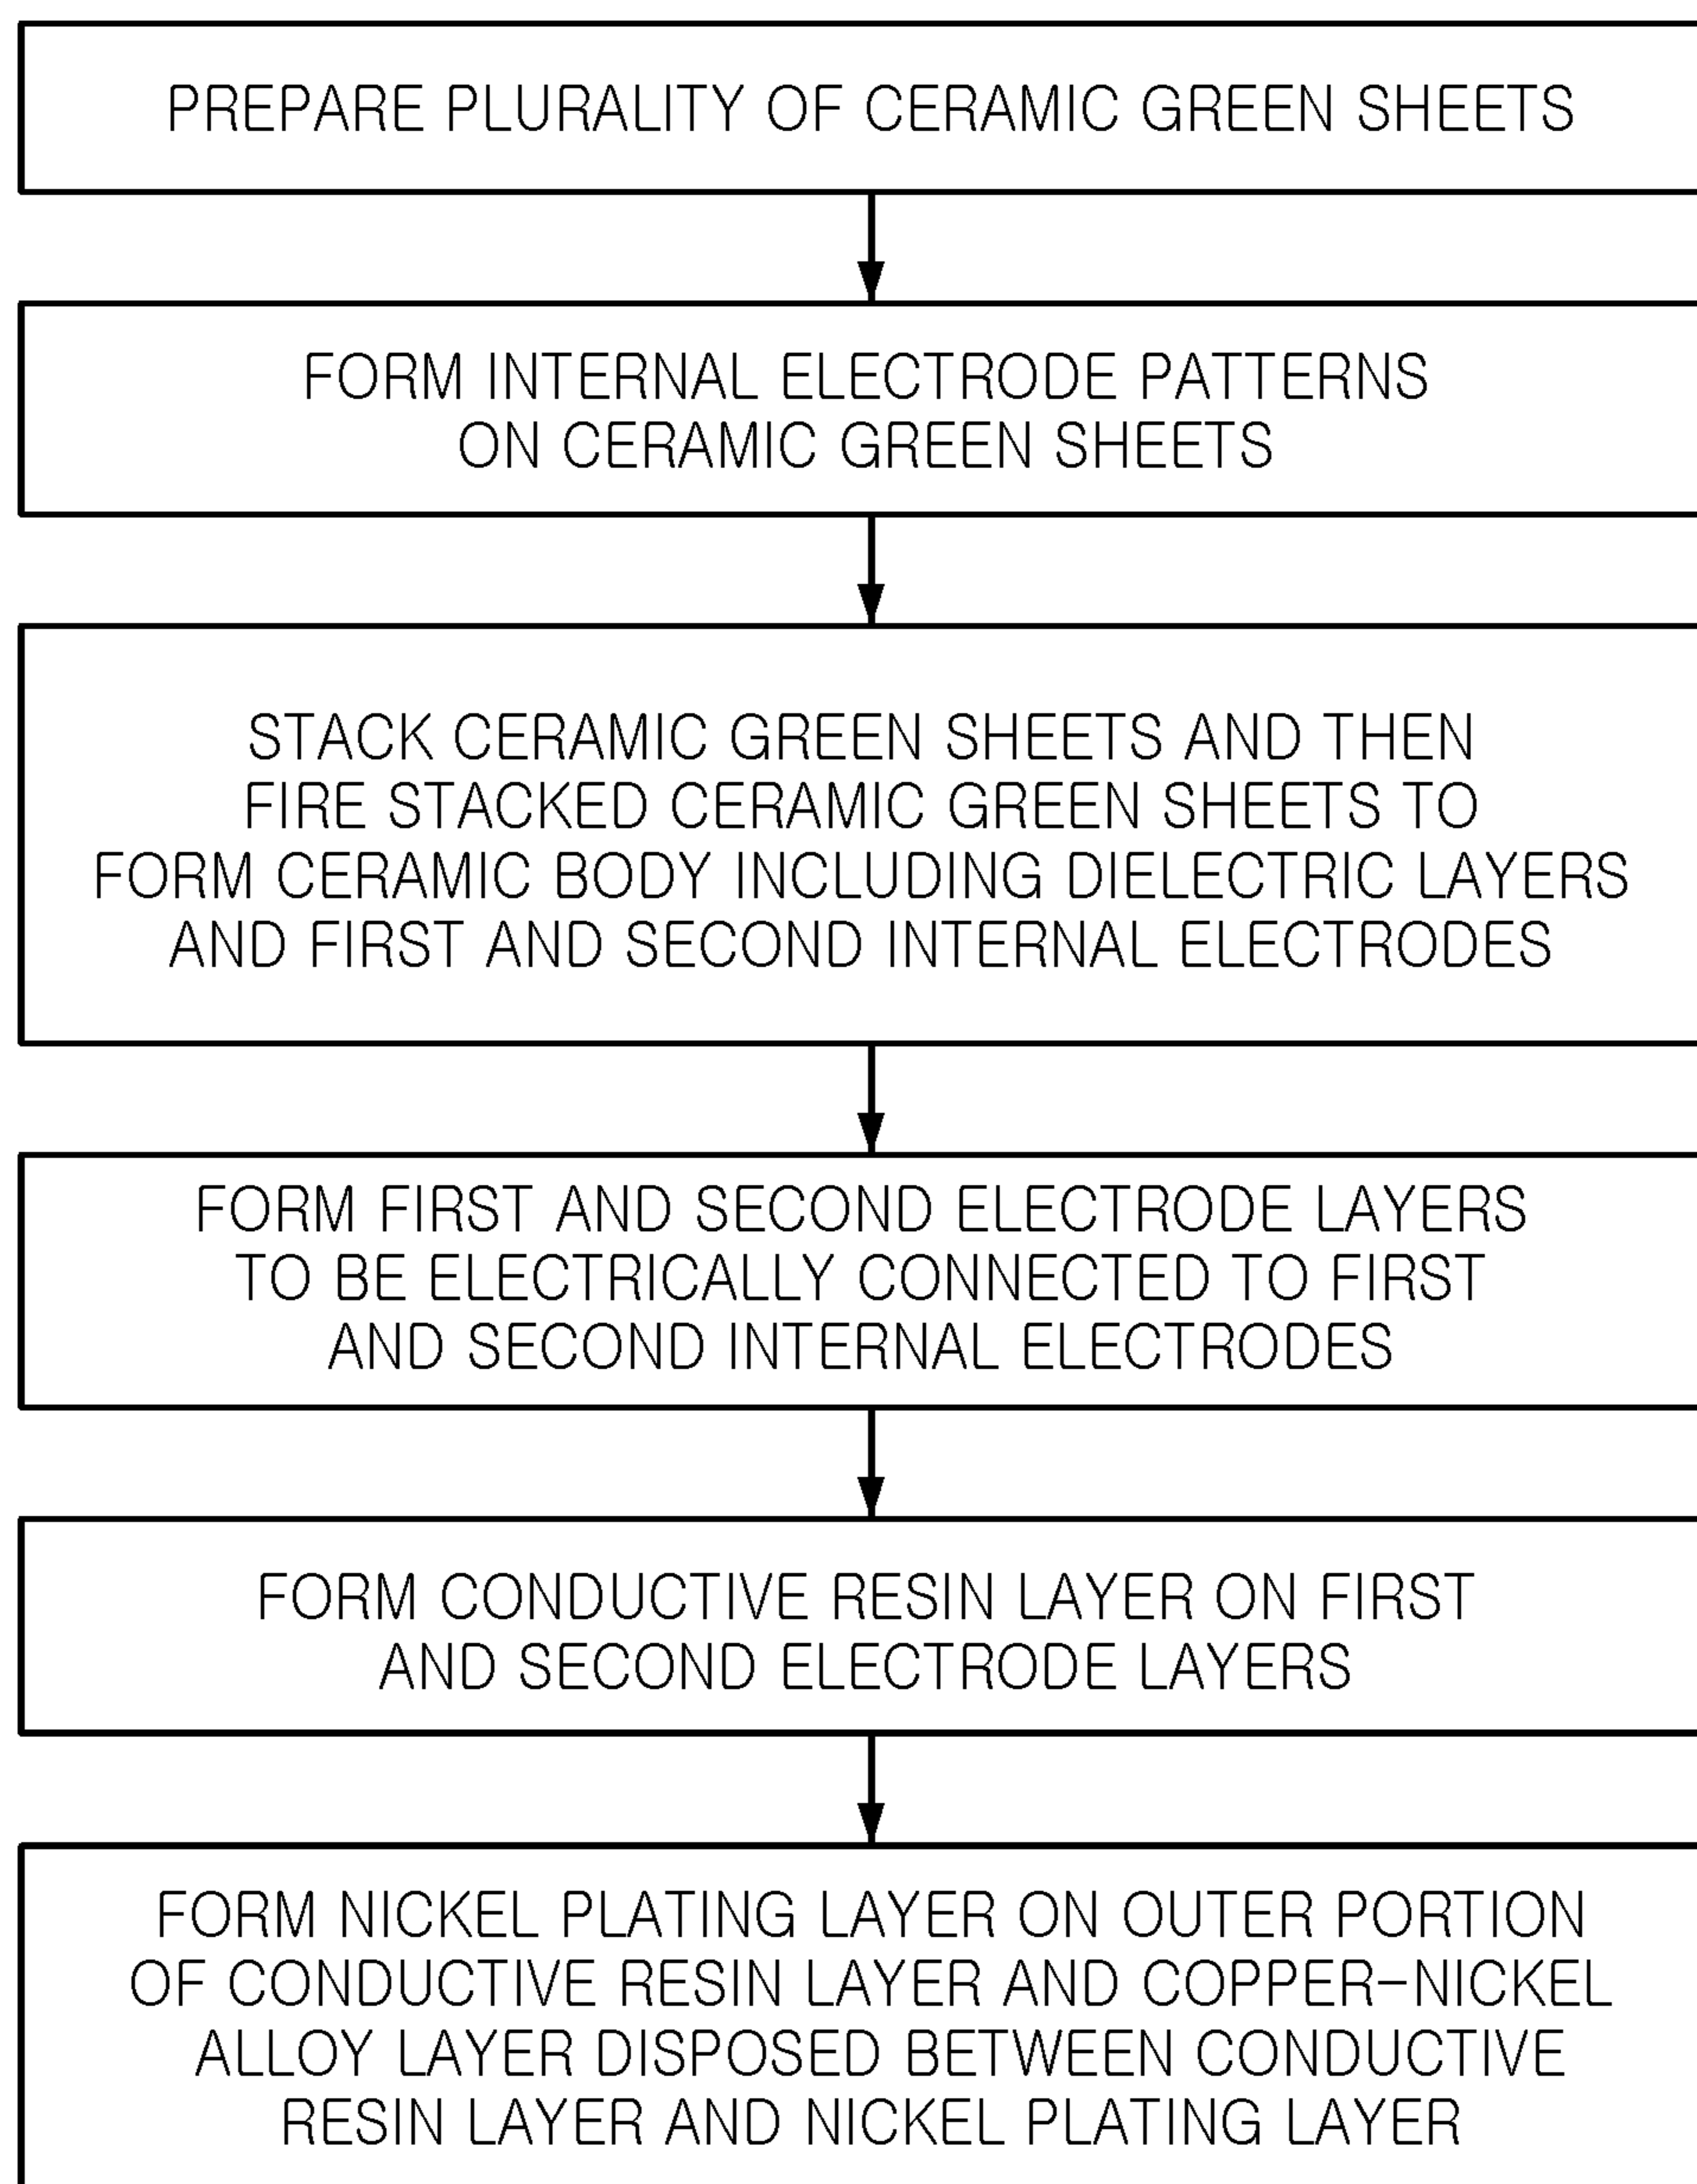 PREPARE PLURALITY OF CERAMIC GREEN SHEETS
FORM INTERNAL ELECTRODE PATTERNS
ON CERAMIC GREEN SHEETS
STACK CERAMIC GREEN SHEETS AND THEN
FIRE STACKED CERAMIC GREEN SHEETS TO
FORM CERAMIC BODY INCLUDING DIELECTRIC LAYERS
AND FIRST AND SECOND INTERNAL ELECTRODES
FORM FIRST AND SECOND ELECTRODE LAYERS
TO BE ELECTRICALLY CONNECTED TO FIRST
AND SECOND INTERNAL ELECTRODES
FORM CONDUCTIVE RESIN LAYER ON FIRST
AND SECOND ELECTRODE LAYERS
FORM NICKEL PLATING LAYER ON OUTER PORTION
OF CONDUCTIVE RESIN LAYER AND COPPER-NICKEL
ALLOY LAYER DISPOSED BETWEEN CONDUCTIVE
RESIN LAYER AND NICKEL PLATING LAYER